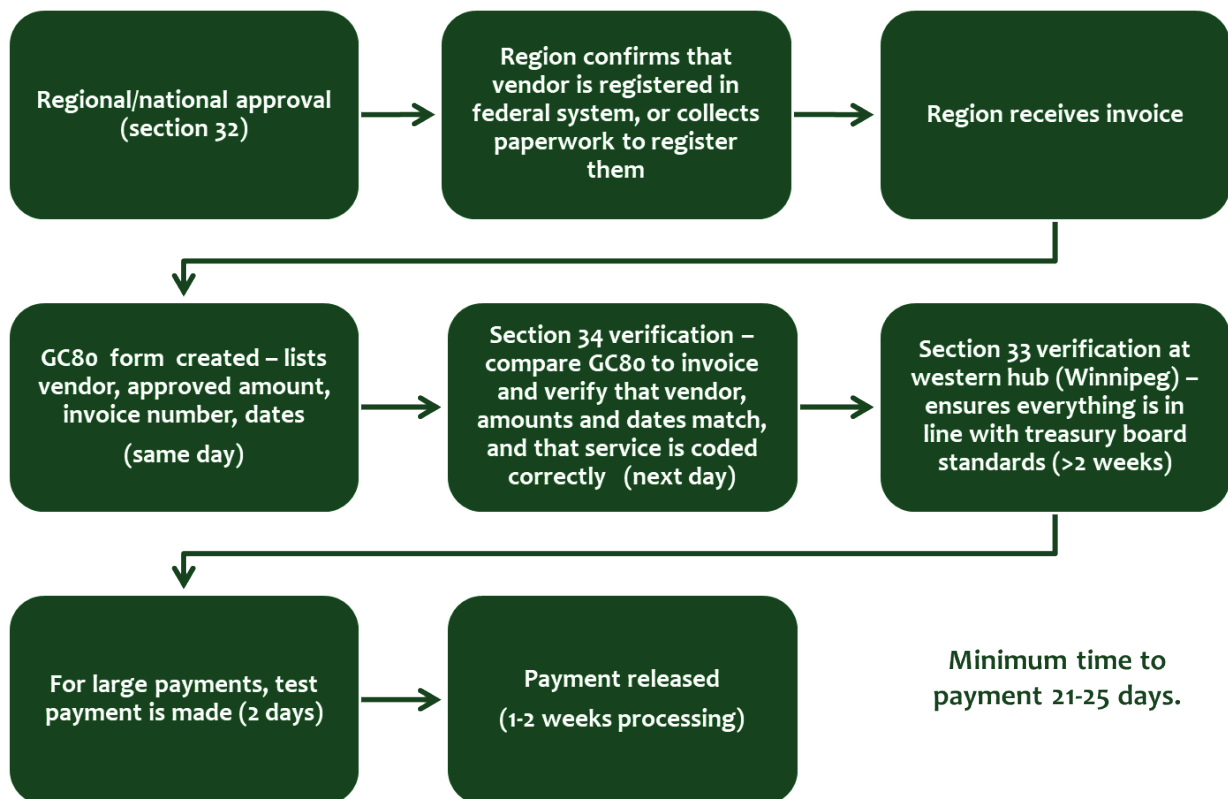 Regional/national approval
(section 32)
Region confirms that
vendor is registered in
federal system, or collects
paperwork to register
them
Region receives invoice
GC80 form created – lists
vendor, approved amount,
invoice number, dates
(same day)
Section 34 verification –
compare GC80 to invoice
and verify that vendor,
amounts and dates match,
and that service is coded
correctly (next day)
Section 33 verification at
western hub (Winnipeg) –
ensures everything is in
line with treasury board
standards (>2 weeks)
For large payments, test
payment is made (2 days)
Payment released
(1-2 weeks processing)
Minimum time to
payment 21-25 days.